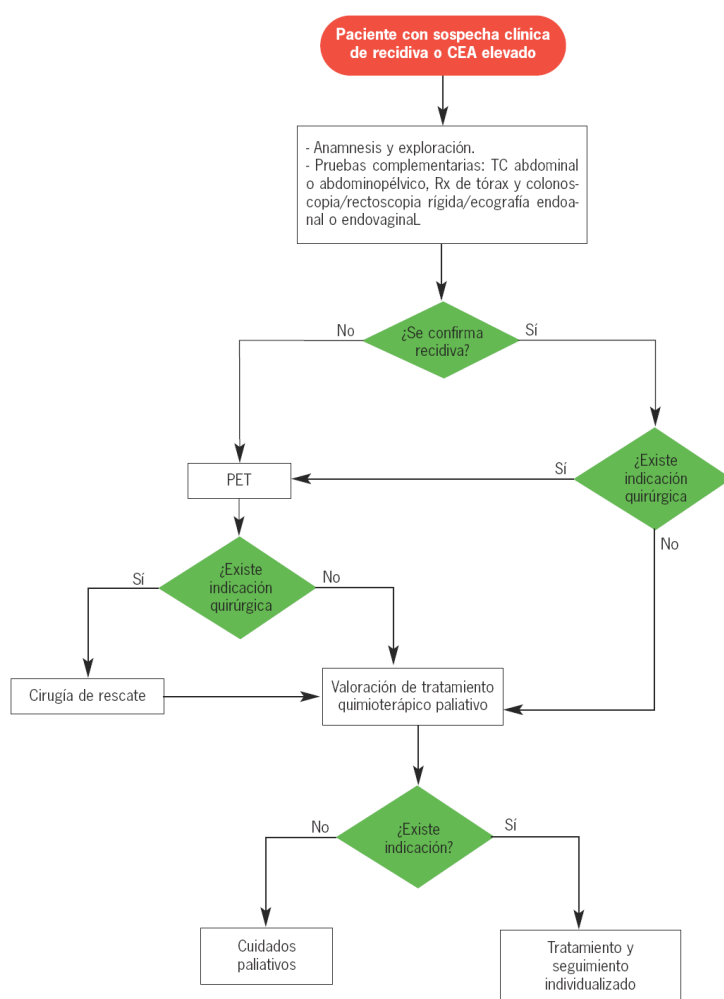 Paciente con sospecha clínica
de recidiva o CEA elevado
- Anamnesis y exploración.
- Pruebas complementarias: TC abdominal
o abdominopélvico, Rx de tórax y colonos-
copia/rectoscopia rígida/ecografía endoa-
nal o endovaginaL
No
¿Se confirma
recidiva?
Sí
PET
Sí
¿Existe
indicación
quirúrgica
No
Sí
¿Existe
indicación
quirúrgica
No
Cirugía de rescate
Valoración de tratamiento
quimioterápico paliativo
No
¿Existe
indicación?
Sí
Cuidados
paliativos
Tratamiento y
seguimiento
individualizado